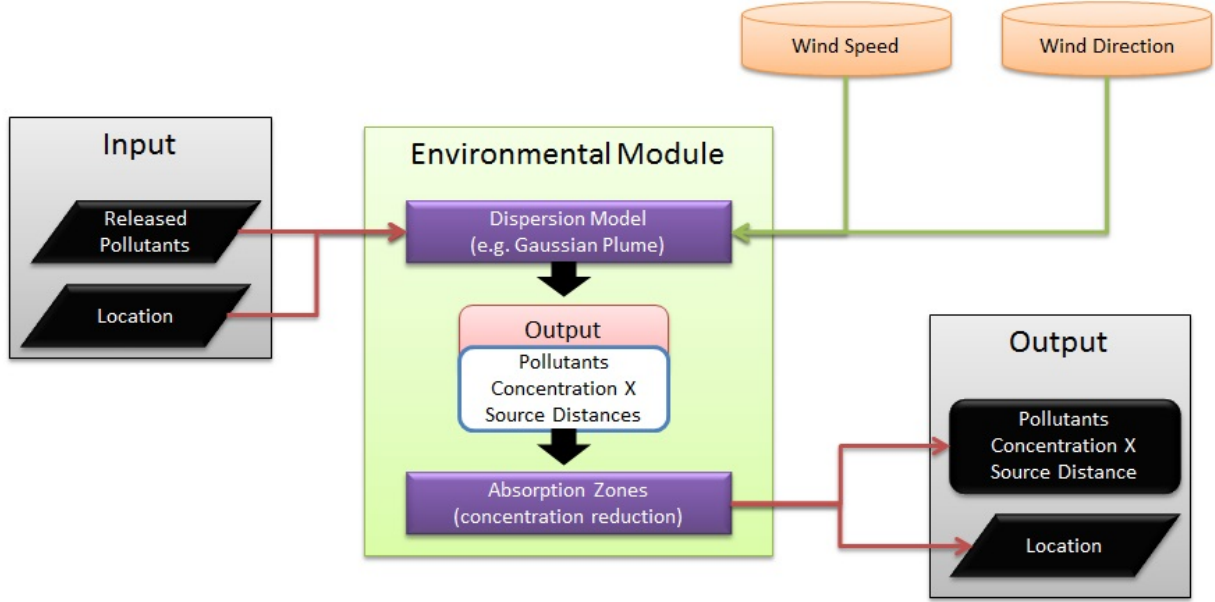 Wind Speed
Wind Direction
Input
Released
Pollutants
Location
Environmental Module
Dispersion Model
(e.g. Gaussian Plume)
Output
Pollutants
Concentration X
Source Distances
Absorption Zones
(concentration reduction)
Output
Pollutants
Concentration X
Source Distance
Location